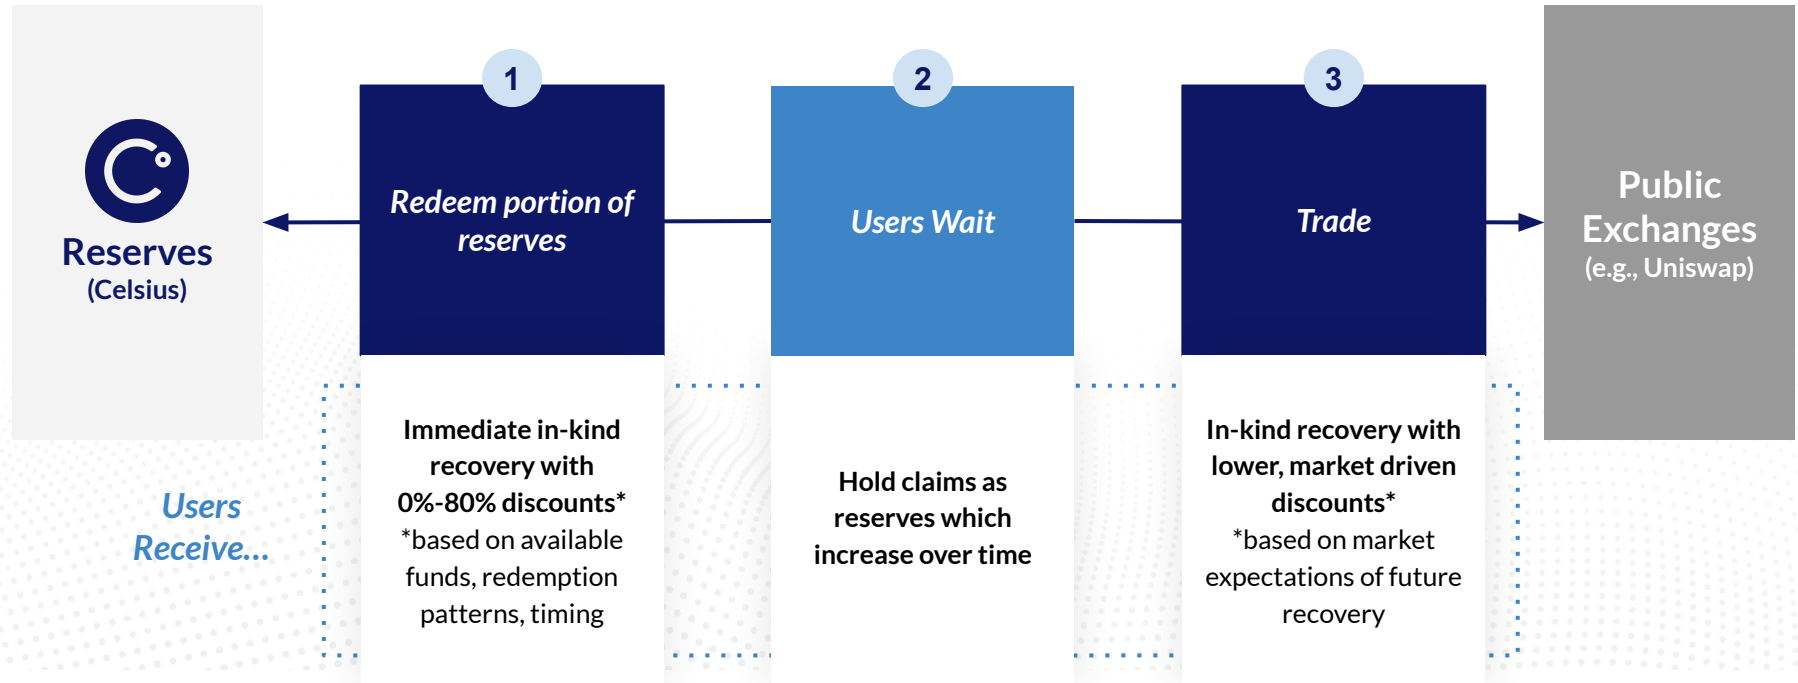 Reserves
(Celsius)
1
Redeem portion of
reserves
2
Users Wait
3
Trade
Public
Exchanges
(e.g., Uniswap)
Users
Receive...
Immediate in-kind
recovery with
0%-80% discounts*
*based on available
funds, redemption
patterns, timing
Hold claims as
reserves which
increase over time
In-kind recovery with
lower, market driven
discounts*
*based on market
expectations of future
recovery